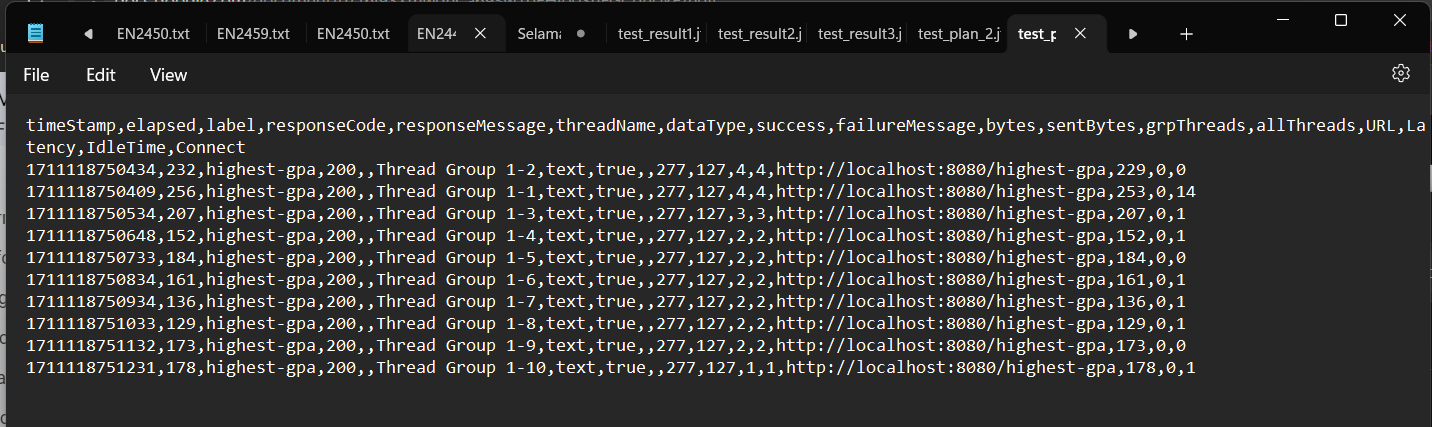 EN2450.txt
EN2459.txt
EN2450.txt
EN244
Selama
test_result1.j
test_result2.j
test_result3.j
test_plan_2.j
test_p
File
Edit
View
timeStamp,elapsed,label,responseCode,responseMessage,threadName,dataType,success,failureMessage,bytes,sentBytes,grpThreads,allThreads,URL,La
tency,IdleTime,Connect
1711118750434,232,highest-gpa,200,,Thread Group 1-2,text,true,,277,127,4,4,http://localhost:8080/highest-gpa,229,0,0
1711118750409,256,highest-gpa,200,,Thread Group 1-1,text,true,,277,127,4,4,http://localhost:8080/highest-gpa,253,0,14
1711118750534,207,highest-gpa,200,,Thread Group 1-3,text,true,,277,127,3,3,http://localhost:8080/highest-gpa,207,0,1
1711118750648,152,highest-gpa,200,,Thread Group 1-4,text,true,,277,127,2,2,http://localhost:8080/highest-gpa,152,0,1
1711118750733,184,highest-gpa,200,,Thread Group 1-5,text,true,,277,127,2,2,http://localhost:8080/highest-gpa,184,0,0
1711118750834,161,highest-gpa,200,,Thread Group 1-6,text,true,,277,127,2,2,http://localhost:8080/highest-gpa,161,0,1
1711118750934,136,highest-gpa,200,,Thread Group 1-7,text,true,,277,127,2,2,http://localhost:8080/highest-gpa,136,0,1
1711118751033,129,highest-gpa,200,,Thread Group 1-8,text,true,,277,127,2,2,http://localhost:8080/highest-gpa,129,0,1
1711118751132,173,highest-gpa,200,,Thread Group 1-9,text,true,,277,127,2,2,http://localhost:8080/highest-gpa,173,0,0
1711118751231,178,highest-gpa,200,,Thread Group 1-10,text,true,,277,127,1,1,http://localhost:8080/highest-gpa,178,0,1